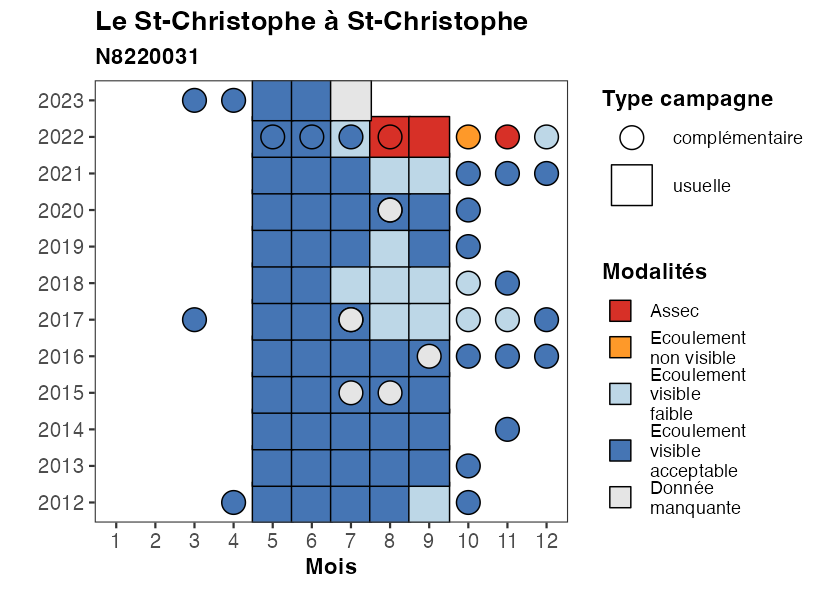 Le St-Christophe à St-Christophe
N8220031
2023
2022
2021
2020
2019
2018
2017
2016
2015
2014
2013
2012
1 2 3 4 5 6 7 8 9 10 11 12
Mois
Type campagne
complémentaire
usuelle
Modalités
Assec
Ecoulement
non visible
Ecoulement
visible
faible
Ecoulement
visible
acceptable
Donnée
manquante